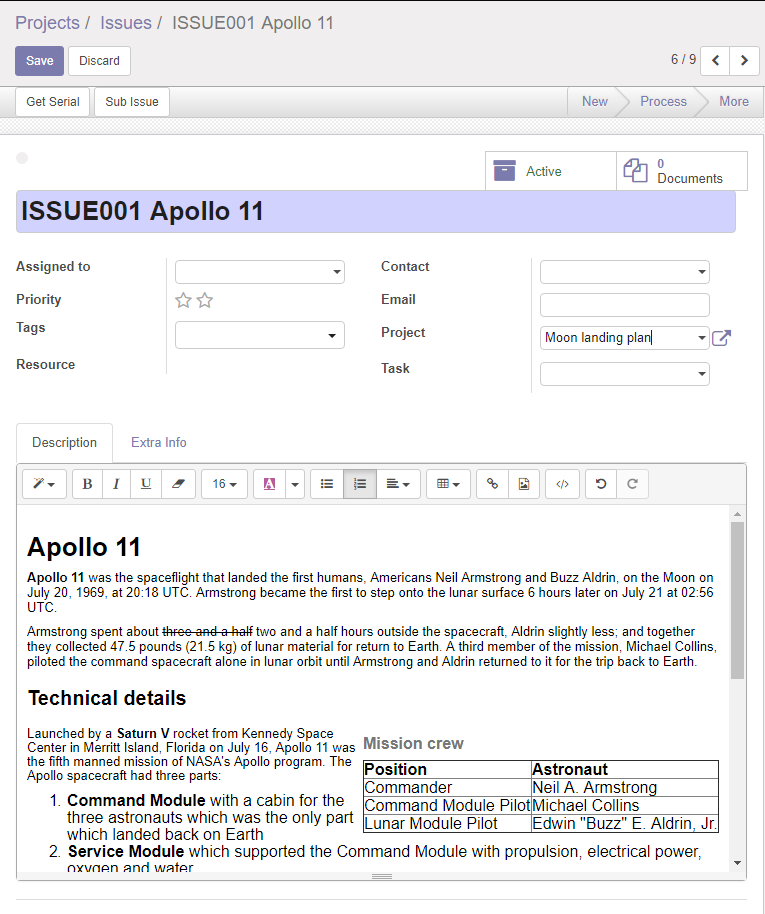 Projects / Issues / ISSUE001 Apollo 11
Save Discard 6 / 9
Get Serial Sub Issue New Process More
Active
0
Documents
ISSUE001 Apollo 11
Assigned to Contact
Priority Email
Tags Project Moon landing plan
Resource Task
Description Extra Info
B I U 16 A </>
Apollo 11
Apollo 11 was the spaceflight that landed the first humans, Americans Neil Armstrong and Buzz Aldrin, on the Moon on
July 20, 1969, at 20:18 UTC. Armstrong became the first to step onto the lunar surface 6 hours later on July 21 at 02:56
UTC.
Armstrong spent about three and a half two and a half hours outside the spacecraft, Aldrin slightly less; and together
they collected 47.5 pounds (21.5 kg) of lunar material for return to Earth. A third member of the mission, Michael Collins,
piloted the command spacecraft alone in lunar orbit until Armstrong and Aldrin returned to it for the trip back to Earth.
Technical details
Launched by a Saturn V rocket from Kennedy Space
Center in Merritt Island, Florida on July 16, Apollo 11 was
the fifth manned mission of NASA's Apollo program. The
Apollo spacecraft had three parts:
Mission crew
Position Astronaut
Commander Neil A. Armstrong
Command Module Pilot Michael Collins
Lunar Module Pilot Edwin "Buzz" E. Aldrin, Jr.
1. Command Module with a cabin for the
three astronauts which was the only part
which landed back on Earth
2. Service Module which supported the Command Module with propulsion, electrical power,
oxygen and water